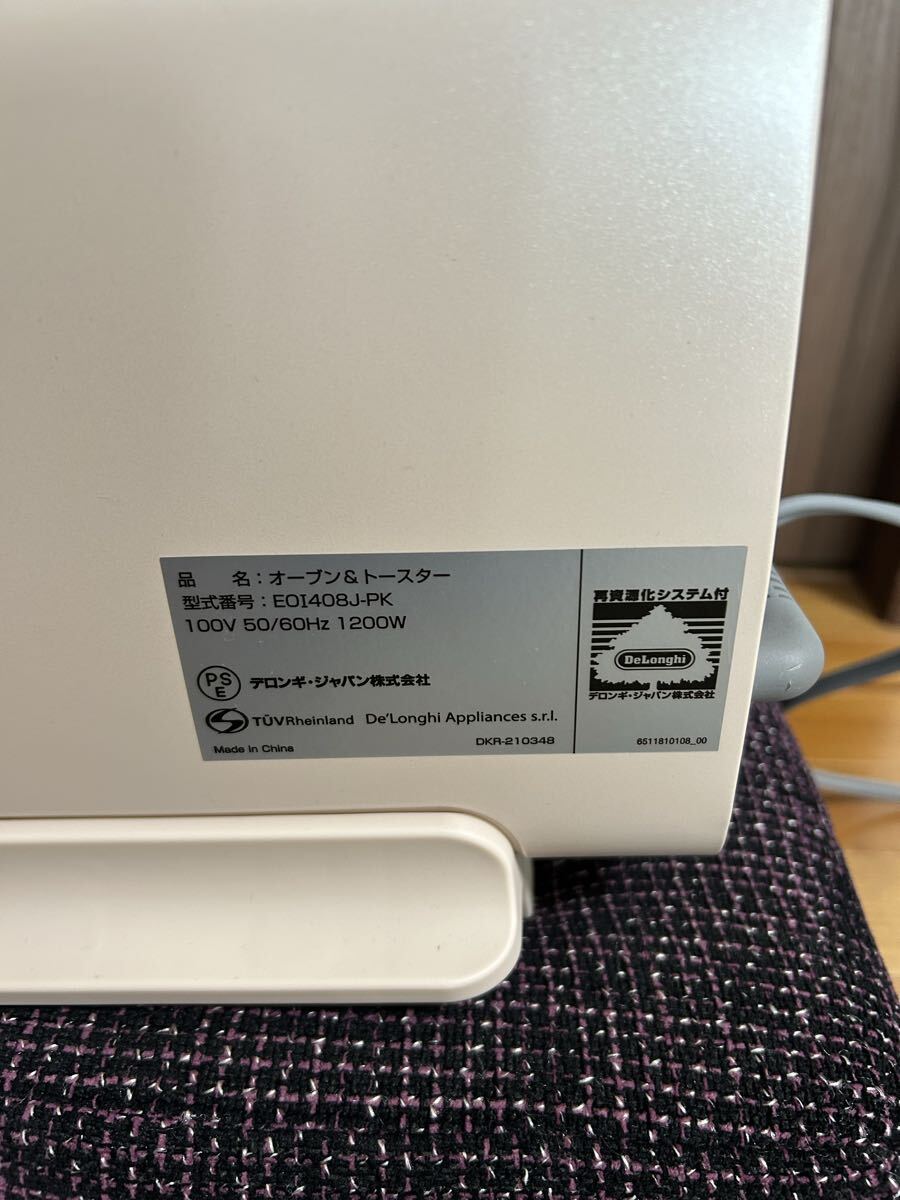 品　　名：オーブン＆トースター
型式番号：EOI408J-PK
100V 50/60Hz 1200W
PS
E
デロンギ・ジャパン株式会社
TÜVRheinland De'Longhi Appliances s.r.l.
Made in China DKR-210348
再資源化システム付
DeLonghi
デロンギ・ジャパン株式会社
6511810108_00